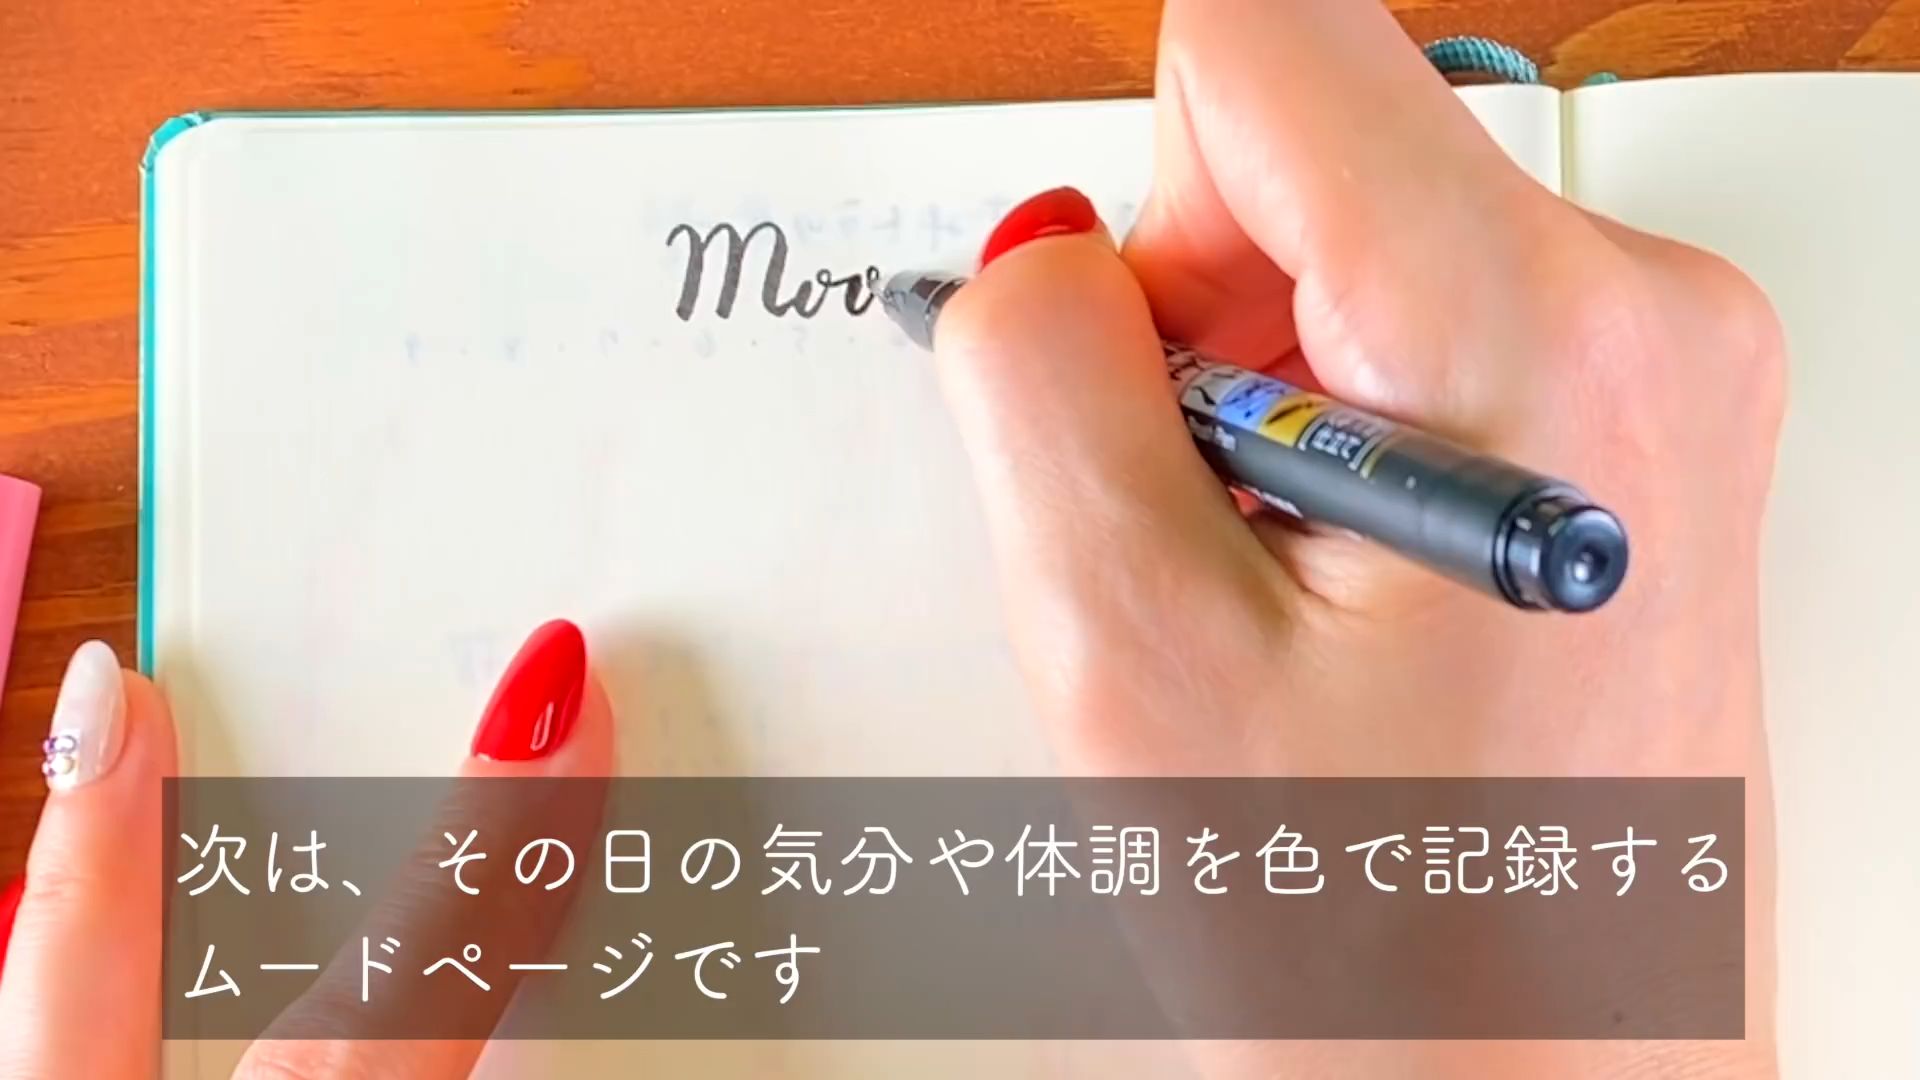 Moo
次は、その日の気分や体調を色で記録する
ムードページです